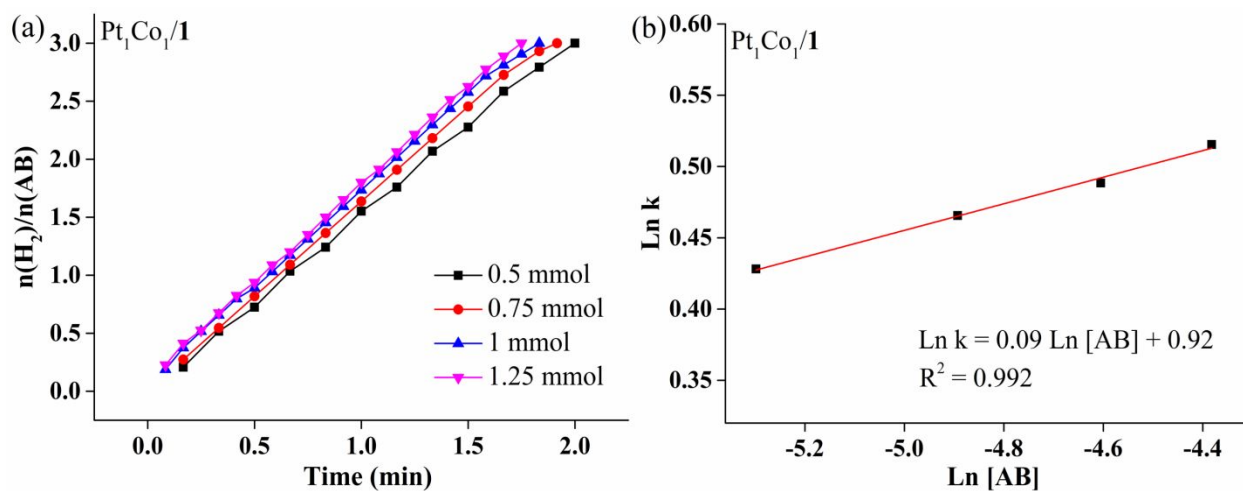 (a)
Pt₁Co₁/1
n(H₂)/n(AB)
3.0
2.5
2.0
1.5
1.0
0.5
0.0
0.0 0.5 1.0 1.5 2.0
Time (min)
0.5 mmol
0.75 mmol
1 mmol
1.25 mmol
(b)
Pt₁Co₁/1
Ln k
0.60
0.50
0.45
0.40
0.35
-5.2 -5.0 -4.8 -4.6 -4.4
Ln [AB]
Ln k = 0.09 Ln [AB] + 0.92
R² = 0.992